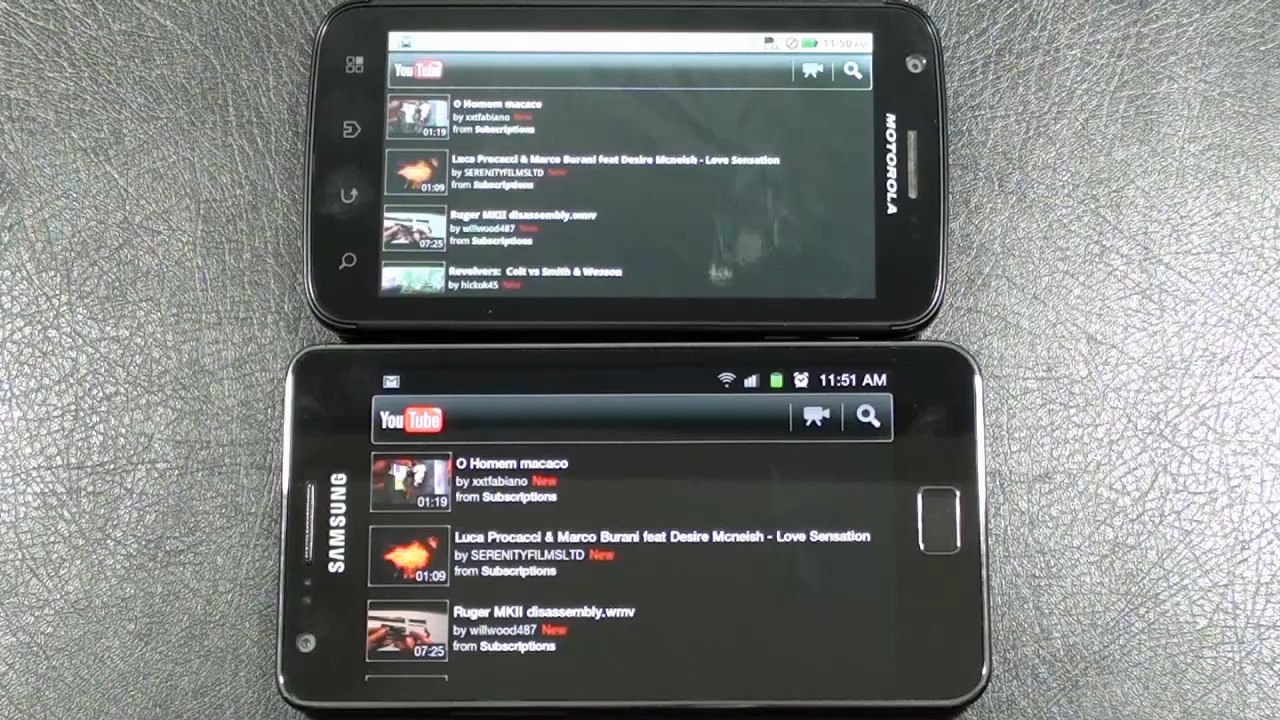 11:50 AM
YouTube
O Homem macaco
by xxtfabiano New
01:19
from Subscriptions
Luca Procacci & Marco Burani feat Desire Mcneish - Love Sensation
by SERENITYFILMSLTD New
01:09
from Subscriptions
Ruger MKII disassembly.wmv
by willwood487 New
07:25
from Subscriptions
Revolvers: Colt vs Smith & Wesson
by hickok45 New
MOTOROLA
SAMSUNG
11:51 AM
YouTube
O Homem macaco
by xxtfabiano New
01:19
from Subscriptions
Luca Procacci & Marco Burani feat Desire Mcneish - Love Sensation
by SERENITYFILMSLTD New
01:09
from Subscriptions
Ruger MKII disassembly.wmv
by willwood487 New
07:25
from Subscriptions